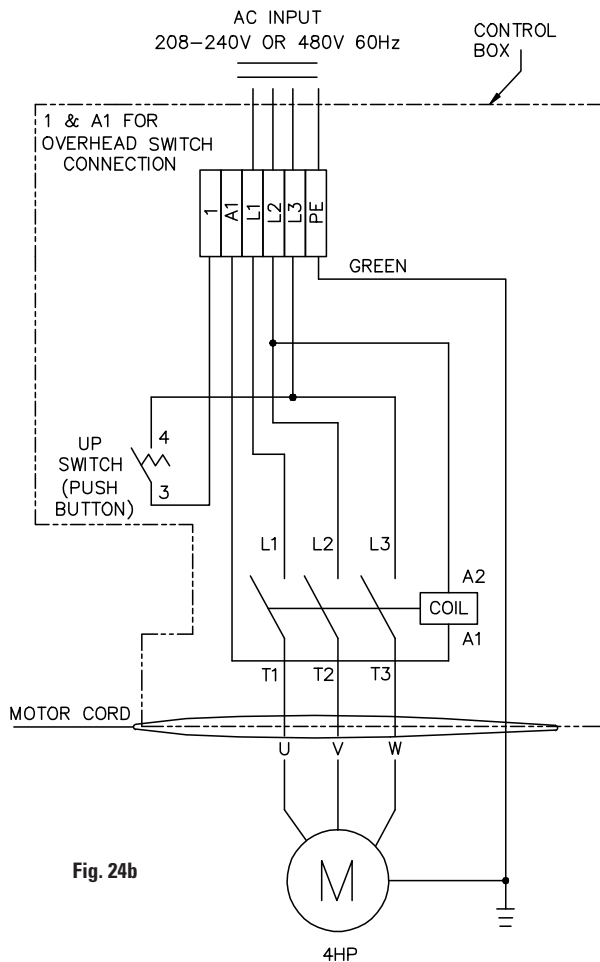 AC INPUT
208–240V OR 480V 60Hz
CONTROL
BOX
1 & A1 FOR
OVERHEAD SWITCH
CONNECTION
1
A1
L1
L2
L3
PE
GREEN
UP
SWITCH
(PUSH
BUTTON)
4
3
L1
L2
L3
A2
COIL
A1
T1
T2
T3
MOTOR CORD
U
V
W
M
Fig. 24b
4HP